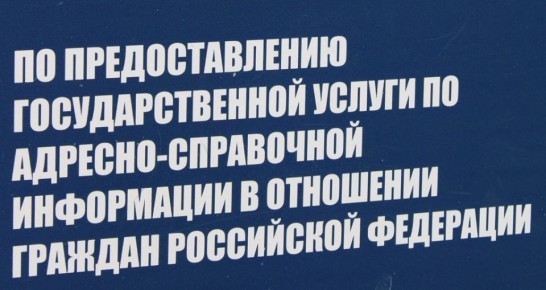 ПО ПРЕДОСТАВЛЕНИЮ
ГОСУДАРСТВЕННОЙ УСЛУГИ ПО
АДРЕСНО-СПРАВОЧНОЙ
ИНФОРМАЦИИ В ОТНОШЕНИИ
ГРАЖДАН РОССИЙСКОЙ ФЕДЕРАЦИИ